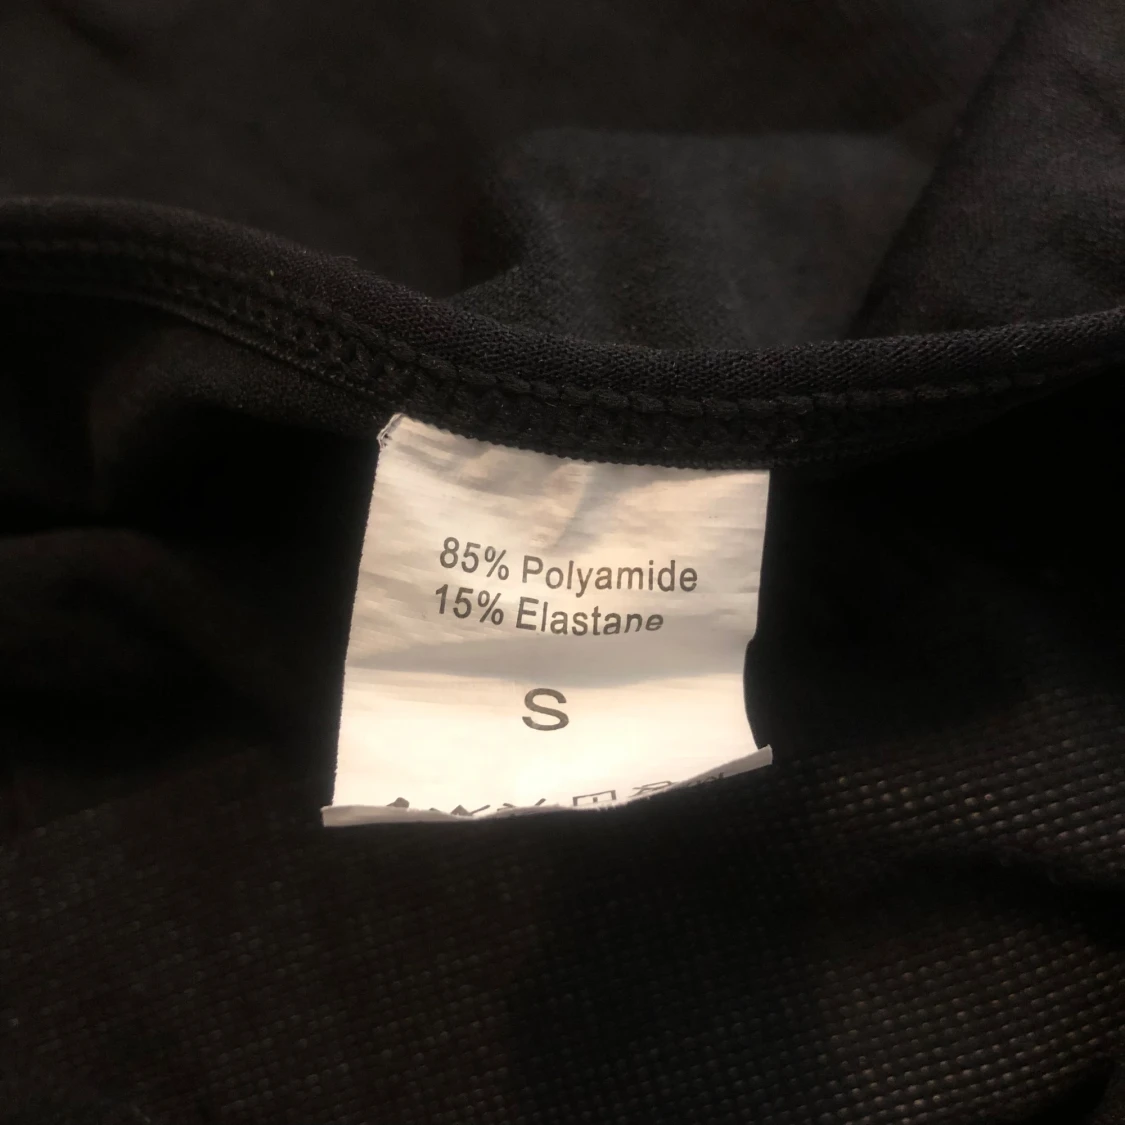 85% Polyamide
15% Elastane
S